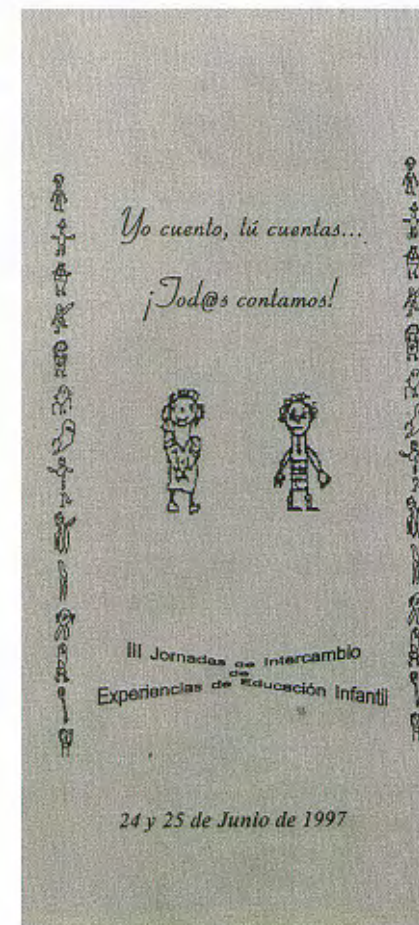 Yo cuento, tú cuentas...
¡Tod@s contamos!
III Jornadas de Intercambio
de
Experiencias de Educación Infantil
24 y 25 de Junio de 1997